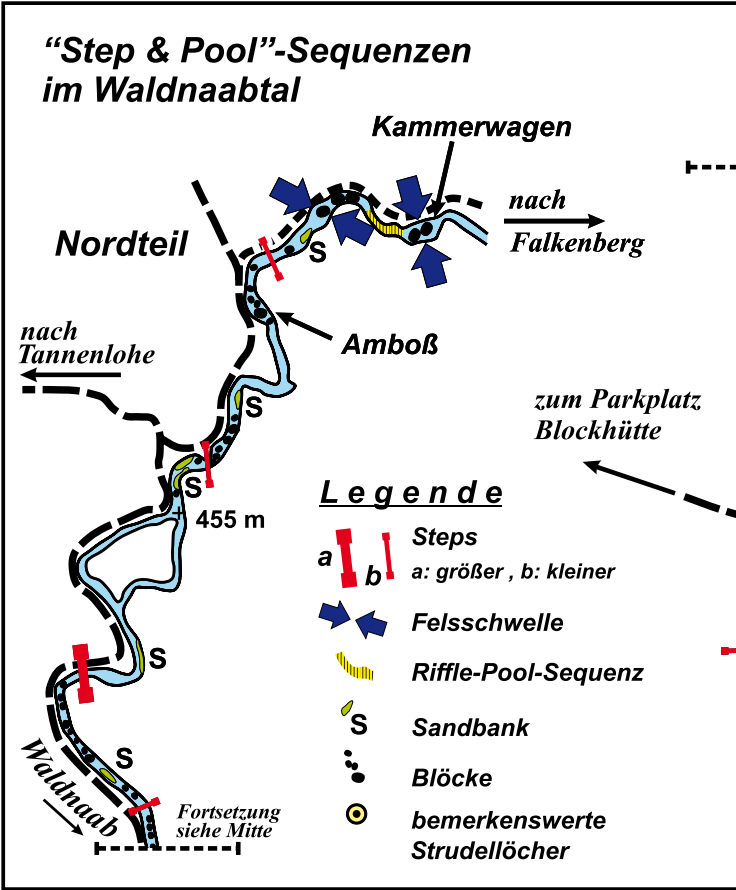 “Step & Pool”-Sequenzen
im Waldnaabtal
Kammerwagen
nach
Falkenberg
Nordteil
S
Amboß
nach
Tannenlohe
S
zum Parkplatz
Blockhütte
S
455 m
Legende
a b Steps
a: größer , b: kleiner
Felsschwelle
Riffle-Pool-Sequenz
S Sandbank
Blöcke
bemerkenswerte
Strudellöcher
S
S
Waldnaab
Fortsetzung
siehe Mitte